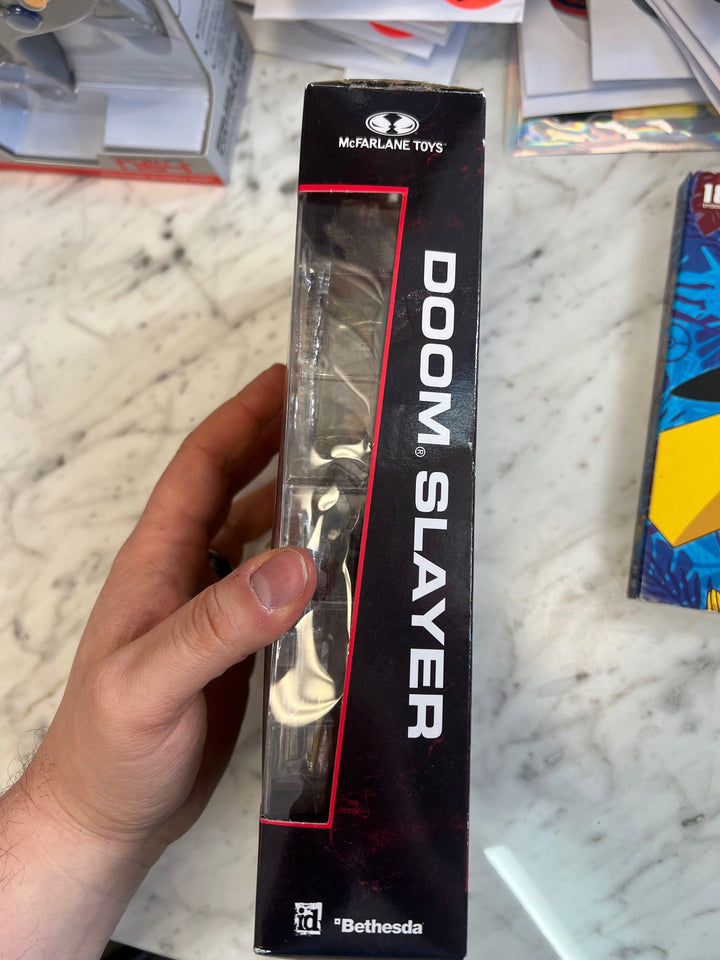 McFARLANE TOYS
DOOM® SLAYER
id
Bethesda